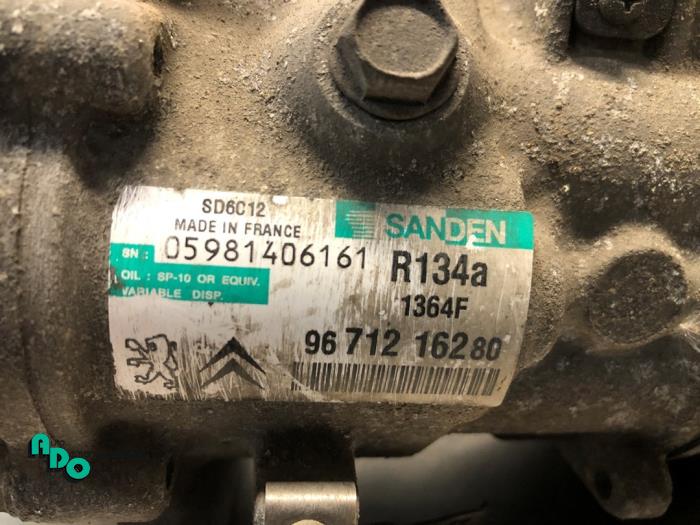 SD6C12
MADE IN FRANCE
SANDEN
SN : 05981406161
R134a
OIL : SP-10 OR EQUIV.
VARIABLE DISP.
1364F
96 712 162 80
ADO